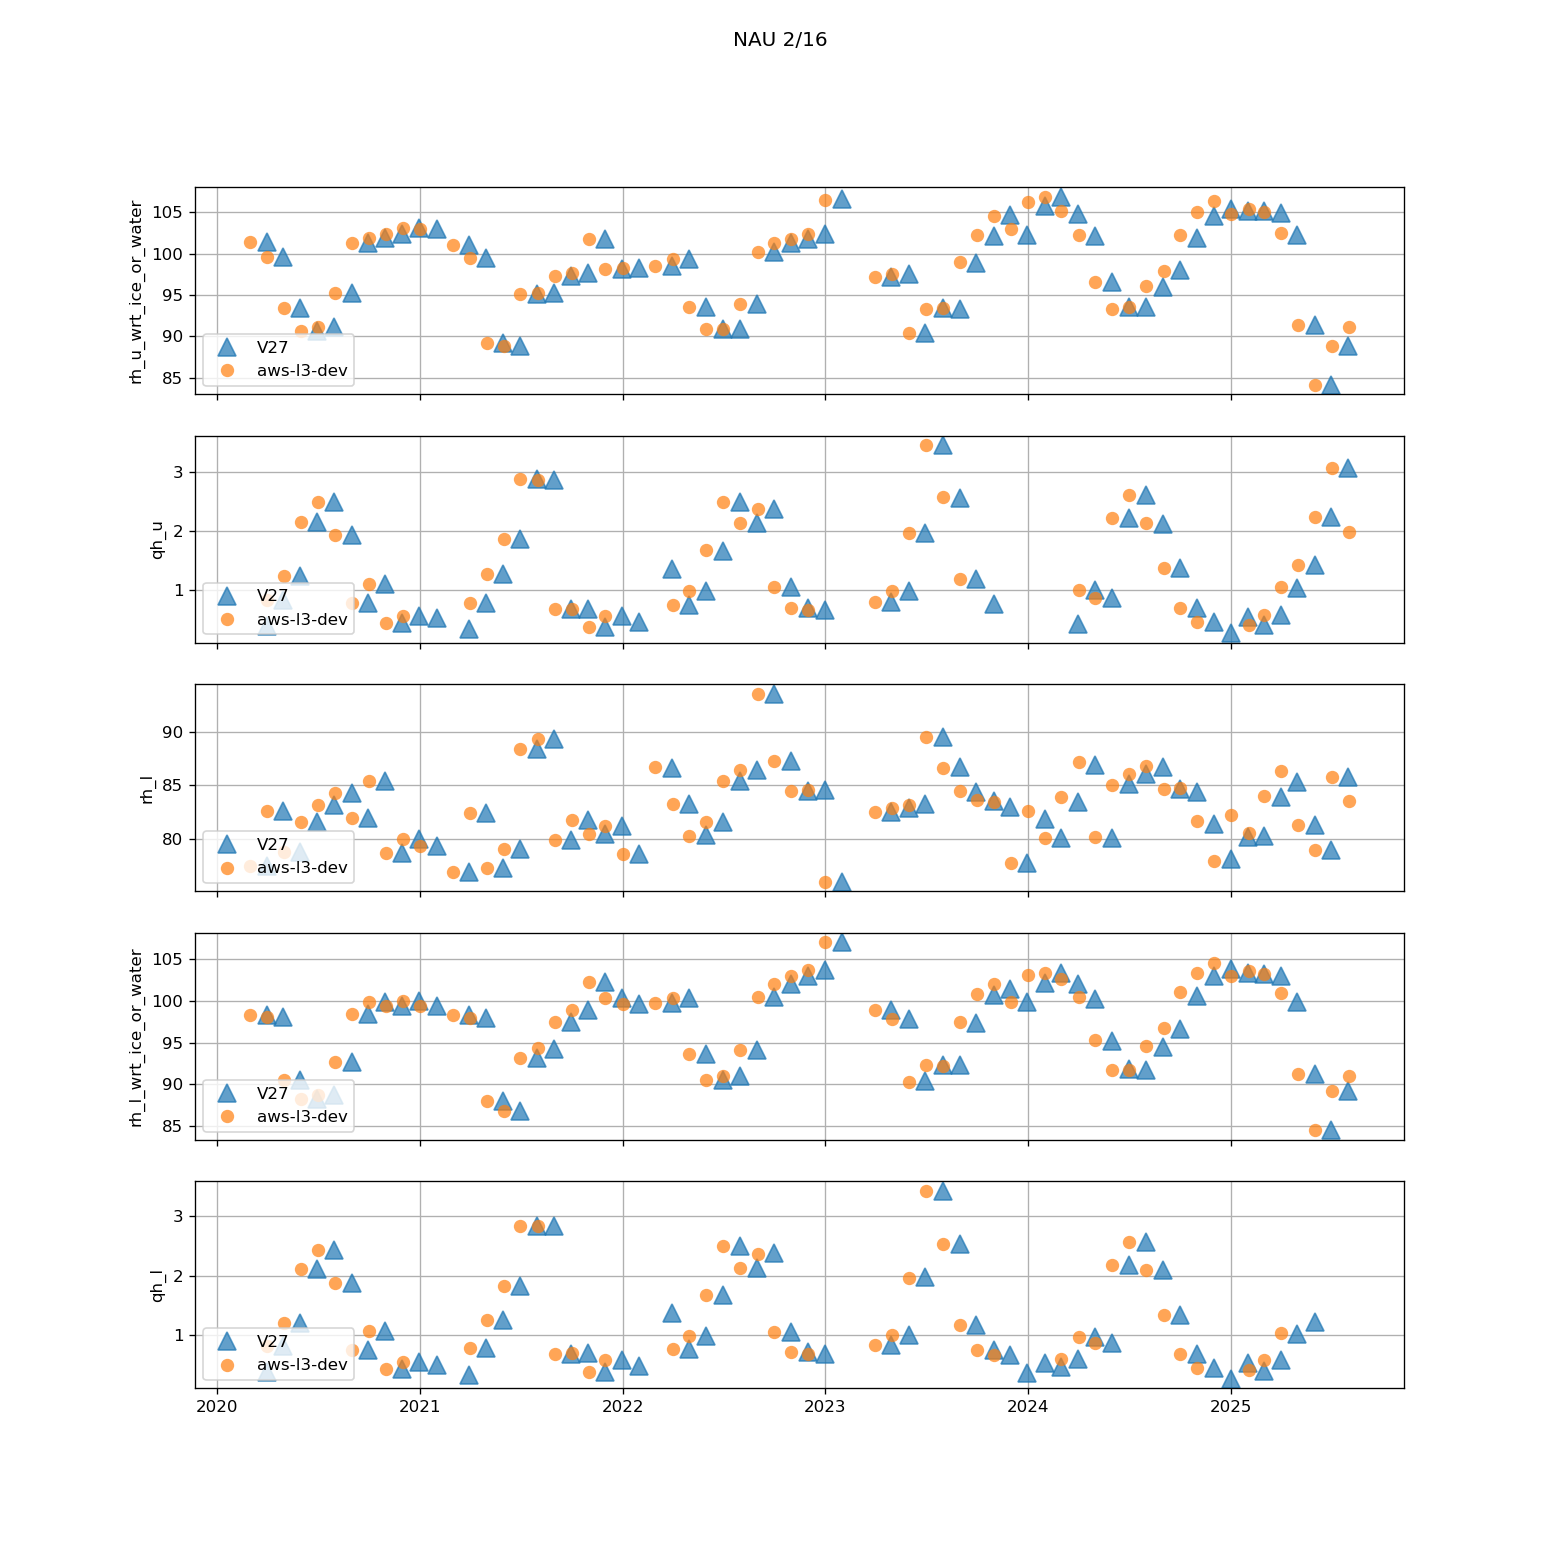 NAU 2/16
rh_u_wrt_ice_or_water
105
100
95
90
85
V27
aws-l3-dev
qh_u
3
2
1
V27
aws-l3-dev
rh_l
90
85
80
V27
aws-l3-dev
rh_l_wrt_ice_or_water
105
100
95
90
85
V27
aws-l3-dev
qh_l
3
2
1
V27
aws-l3-dev
2020
2021
2022
2023
2024
2025